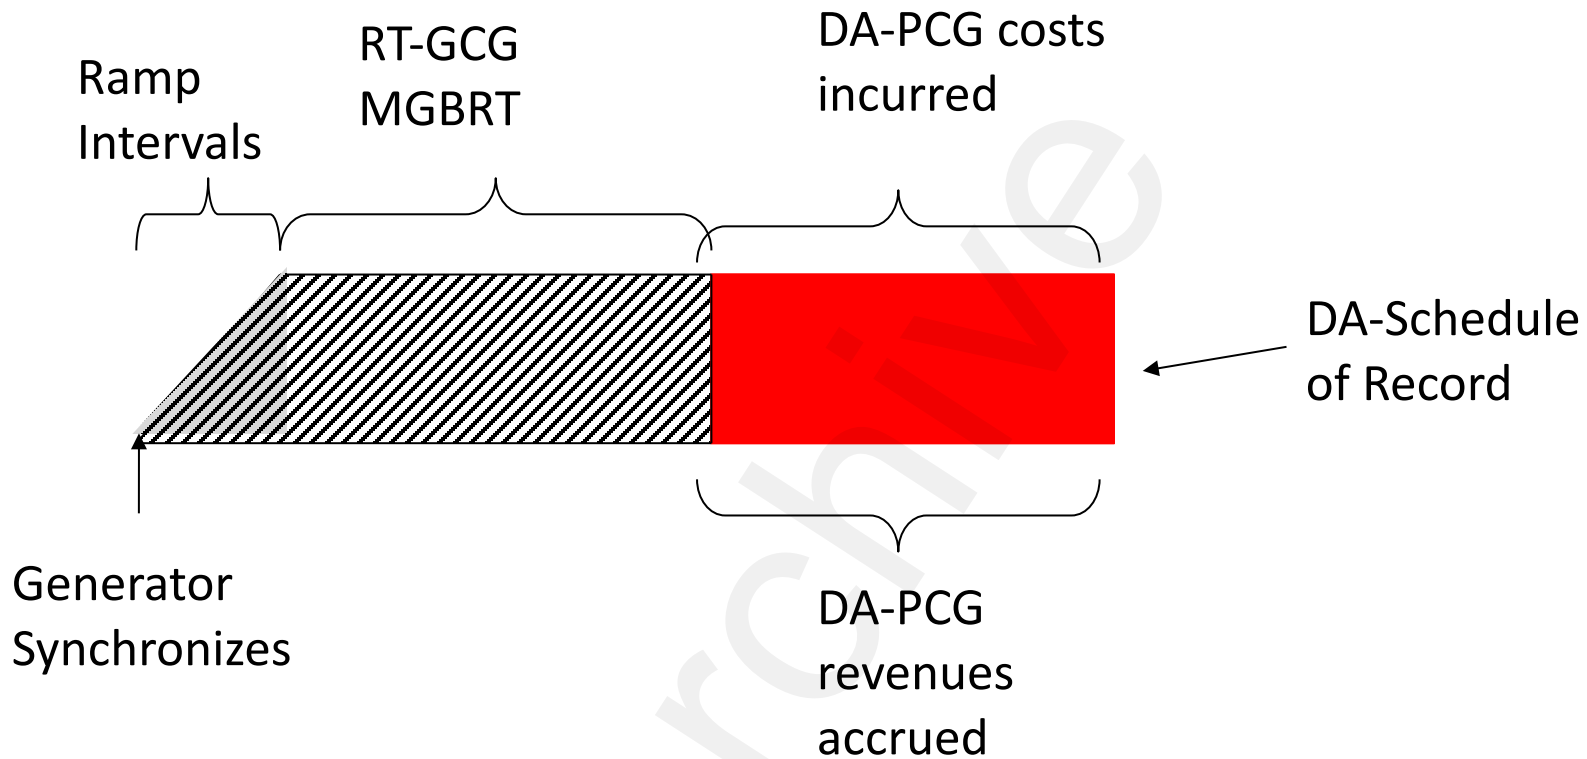 Ramp
Intervals
RT-GCG
MGBRT
DA-PCG costs
incurred
DA-Schedule
of Record
Generator
Synchronizes
DA-PCG
revenues
accrued
rchive